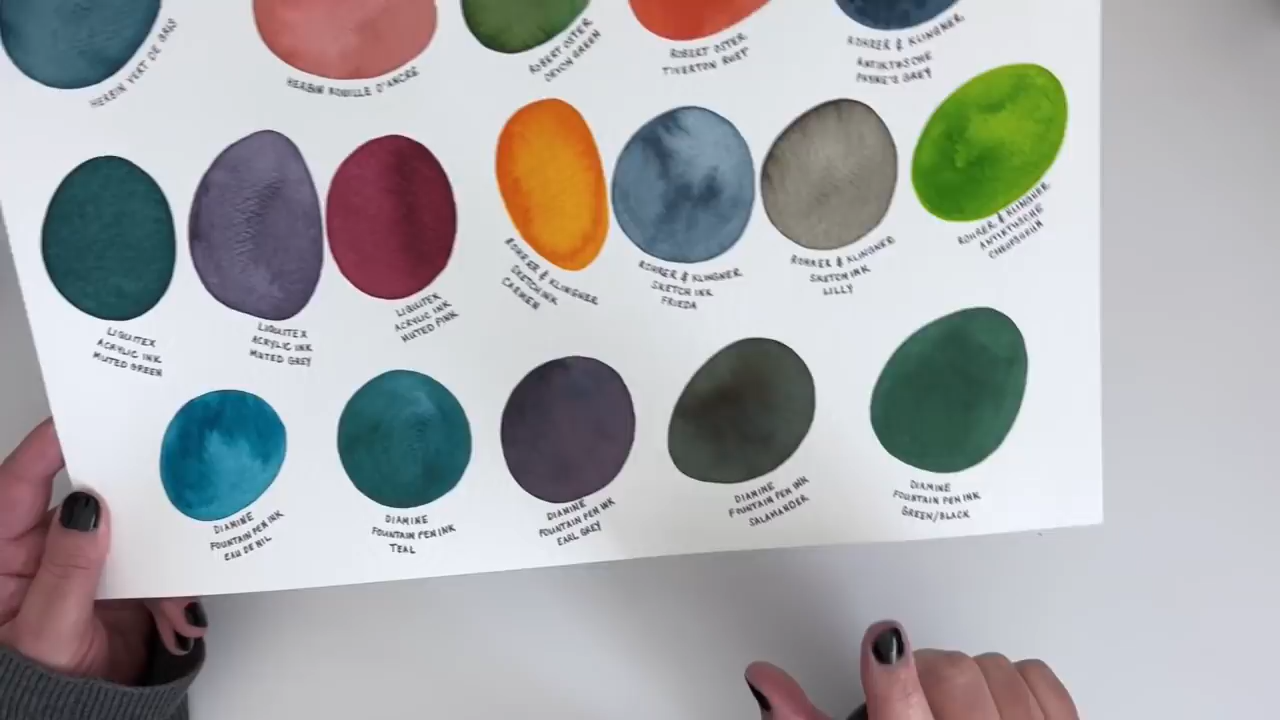 HERBIN VERT DE GRIS
HERBIN ROUILLE D'ANCRE
ROBERT OSTER
DEVON GREEN
ROBERT OSTER
TIVERTON RUST
ROHRER & KLINGNER
ANTIKTUSCHE
PAYNE'S GREY
LIQUITEX
ACRYLIC INK
MUTED GREEN
LIQUITEX
ACRYLIC INK
MUTED GREY
LIQUITEX
ACRYLIC INK
MUTED PINK
ROHRER & KLINGNER
SKETCH INK
CARMEN
ROHRER & KLINGNER
SKETCH INK
FRIEDA
ROHRER & KLINGNER
SKETCH INK
LILLY
ROHRER & KLINGNER
ANTIKTUSCHE
DIAMINE
FOUNTAIN PEN INK
EAU DE NIL
DIAMINE
FOUNTAIN PEN INK
TEAL
DIAMINE
FOUNTAIN PEN INK
EARL GREY
DIAMINE
FOUNTAIN PEN INK
SALAMANDER
DIAMINE
FOUNTAIN PEN INK
GREEN/BLACK